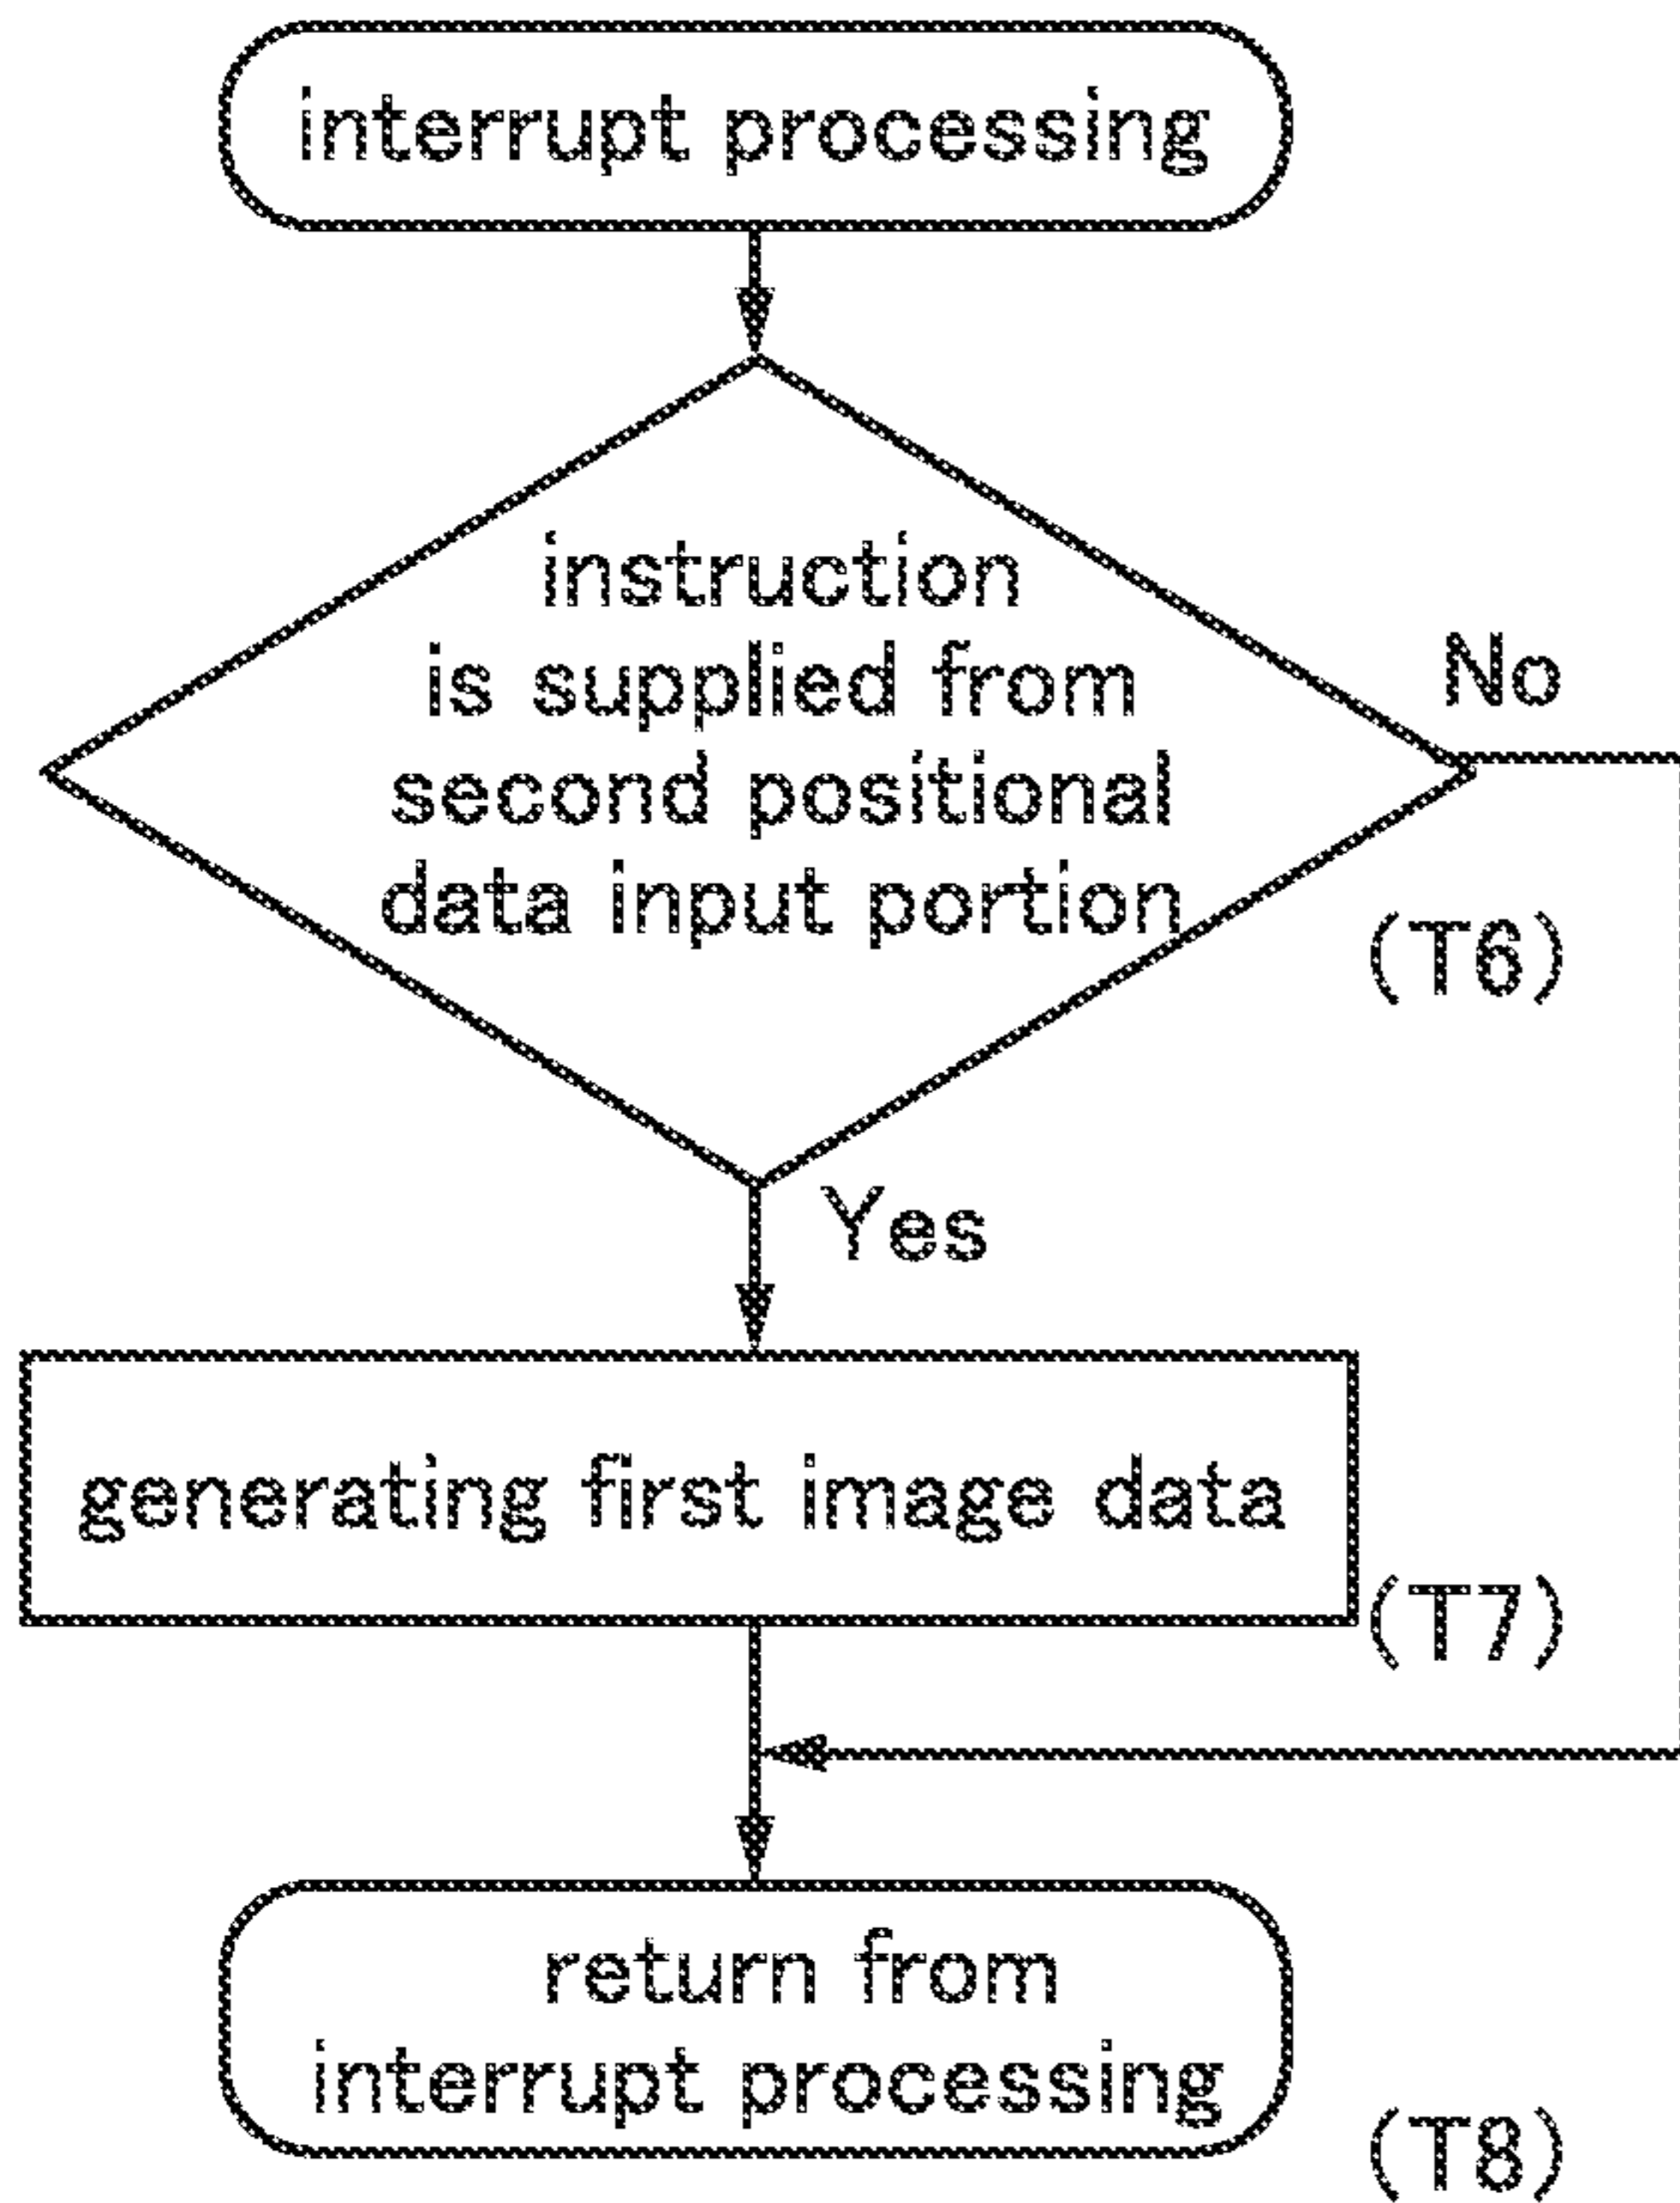 interrupt processing
instruction
is supplied from
second positional
data input portion
No
(T6)
Yes
generating first image data
(T7)
return from
interrupt processing
(T8)